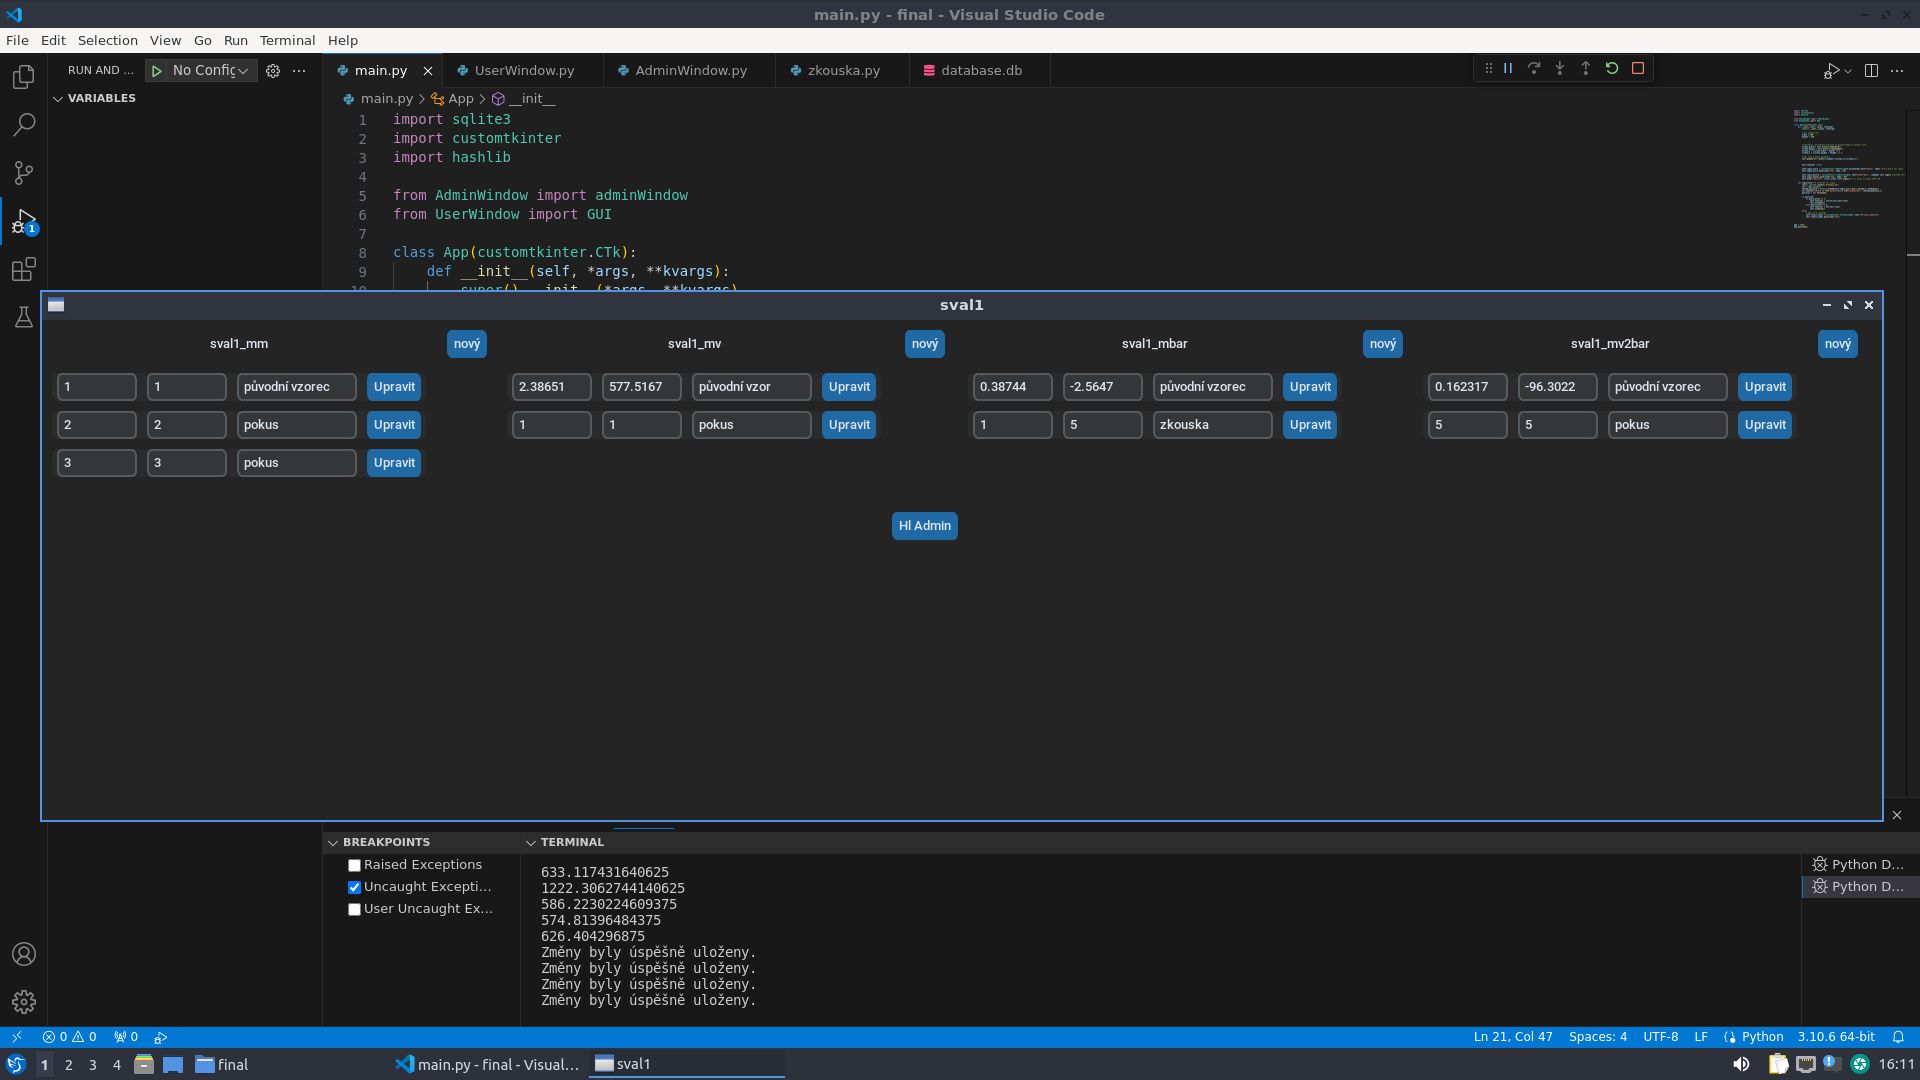 main.py - final - Visual Studio Code
File Edit Selection View Go Run Terminal Help
RUN AND ... No Config main.py UserWindow.py AdminWindow.py zkouska.py database.db
VARIABLES
main.py > App > __init__
1 import sqlite3
2 import customtkinter
3 import hashlib
4
5 from AdminWindow import adminWindow
6 from UserWindow import GUI
7
8 class App(customtkinter.CTk):
9 def __init__(self, *args, **kvargs):
10 super().__init__(*args, **kvargs)
1
sval1
sval1_mm nový sval1_mv nový sval1_mbar nový sval1_mv2bar nový
1 1 původní vzorec Upravit 2.38651 577.5167 původní vzor Upravit 0.38744 -2.5647 původní vzorec Upravit 0.162317 -96.3022 původní vzorec Upravit
2 2 pokus Upravit 1 1 pokus Upravit 1 5 zkouska Upravit 5 5 pokus Upravit
3 3 pokus Upravit
Hl Admin
BREAKPOINTS
Raised Exceptions
Uncaught Excepti...
User Uncaught Ex...
TERMINAL
633.117431640625
1222.3062744140625
586.2230224609375
574.81396484375
626.404296875
Změny byly úspěšně uloženy.
Změny byly úspěšně uloženy.
Změny byly úspěšně uloženy.
Změny byly úspěšně uloženy.
Python D...
Python D...
0 0 0 Ln 21, Col 47 Spaces: 4 UTF-8 LF Python 3.10.6 64-bit
1 2 3 4 final main.py - final - Visual... sval1 16:11